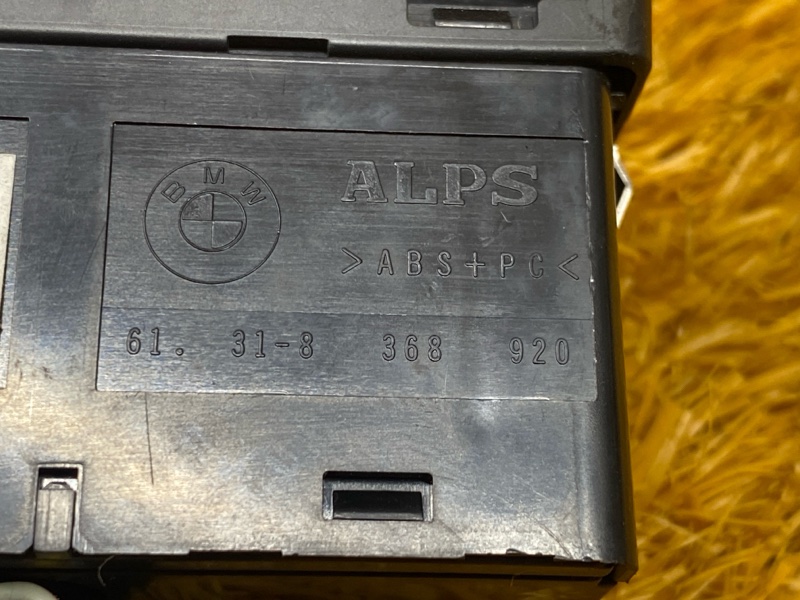 BMW
ALPS
>ABS+PC<
61. 31-8 368 920